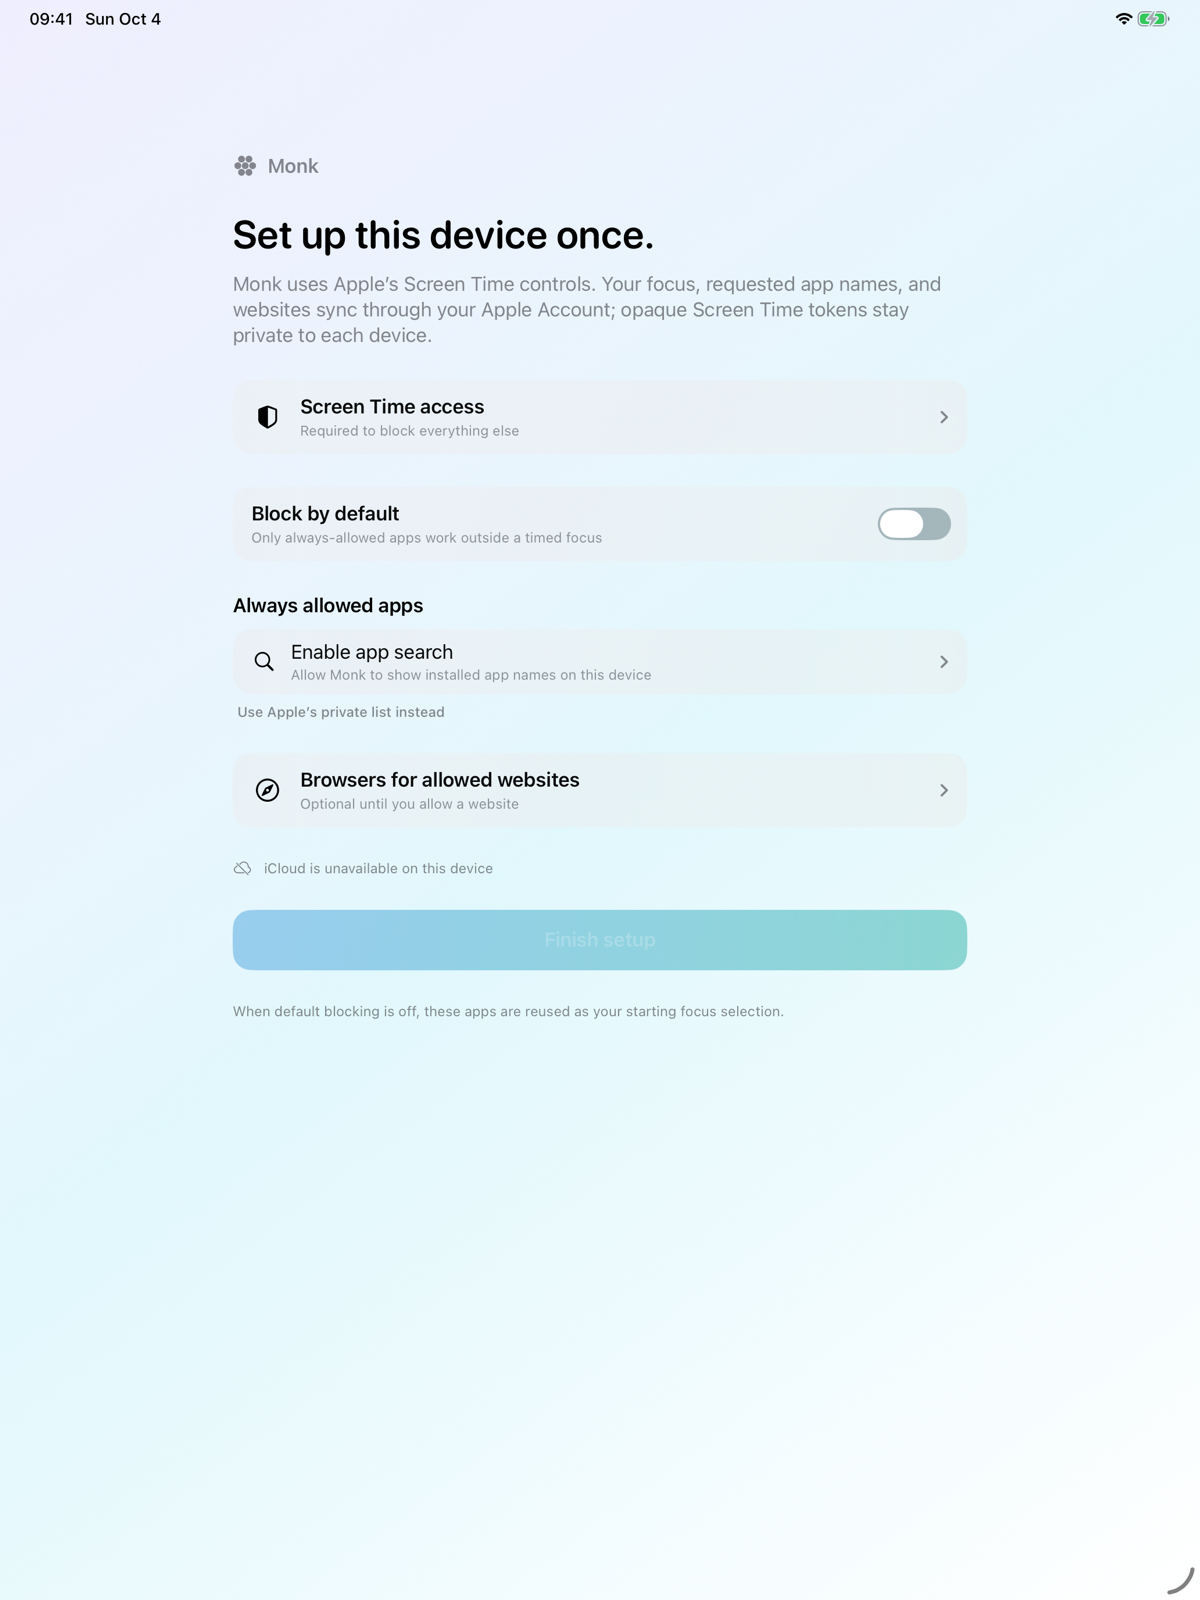 09:41 Sun Oct 4
Monk
Set up this device once.
Monk uses Apple’s Screen Time controls. Your focus, requested app names, and
websites sync through your Apple Account; opaque Screen Time tokens stay
private to each device.
Screen Time access
Required to block everything else
Block by default
Only always-allowed apps work outside a timed focus
Always allowed apps
Enable app search
Allow Monk to show installed app names on this device
Use Apple’s private list instead
Browsers for allowed websites
Optional until you allow a website
iCloud is unavailable on this device
Finish setup
When default blocking is off, these apps are reused as your starting focus selection.